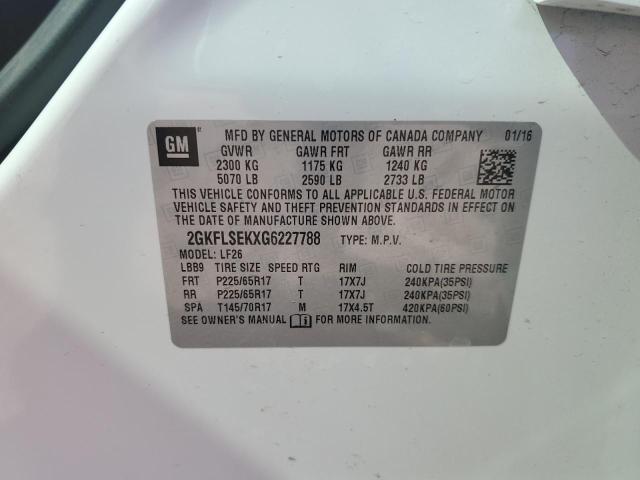 GM MFD BY GENERAL MOTORS OF CANADA COMPANY 01/16
GVWR GAWR FRT GAWR RR
2300 KG 1175 KG 1240 KG
5070 LB 2590 LB 2733 LB
THIS VEHICLE CONFORMS TO ALL APPLICABLE U.S. FEDERAL MOTOR
VEHICLE SAFETY AND THEFT PREVENTION STANDARDS IN EFFECT ON
THE DATE OF MANUFACTURE SHOWN ABOVE.
2GKFLSEKXG6227788 TYPE: M.P.V.
MODEL: LF26
LBB9 TIRE SIZE SPEED RTG RIM COLD TIRE PRESSURE
FRT P225/65R17 T 17X7J 240KPA(35PSI)
RR P225/65R17 T 17X7J 240KPA(35PSI)
SPA T145/70R17 M 17X4.5T 420KPA(60PSI)
SEE OWNER'S MANUAL FOR MORE INFORMATION.